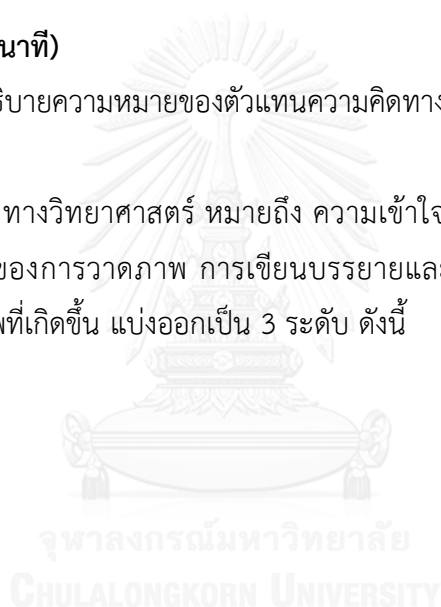 นาที)
ธิบายความหมายของตัวแทนความคิดทาง
ทางวิทยาศาสตร์ หมายถึง ความเข้าใจ
ของการวาดภาพ การเขียนบรรยายและ
พที่เกิดขึ้น แบ่งออกเป็น 3 ระดับ ดังนี้
จุฬาลงกรณ์มหาวิทยาลัย
CHULALONGKORN UNIVERSITY